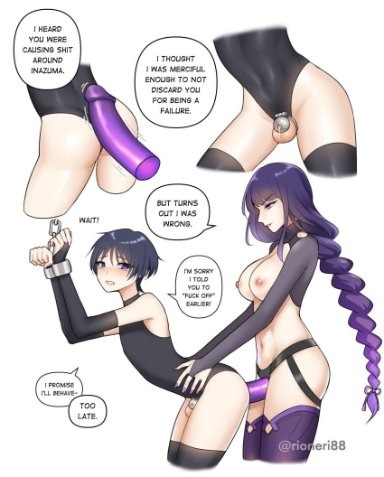 I HEARD
YOU WERE
CAUSING SHIT
AROUND
INAZUMA.
I THOUGHT
I WAS MERCIFUL
ENOUGH TO NOT
DISCARD YOU
FOR BEING A
FAILURE.
WAIT!
BUT TURNS
OUT I WAS
WRONG.
I'M SORRY
I TOLD
YOU TO
"FUCK OFF"
EARLIER!
I PROMISE
I'LL BEHAVE-
TOO
LATE.
@rioneri88